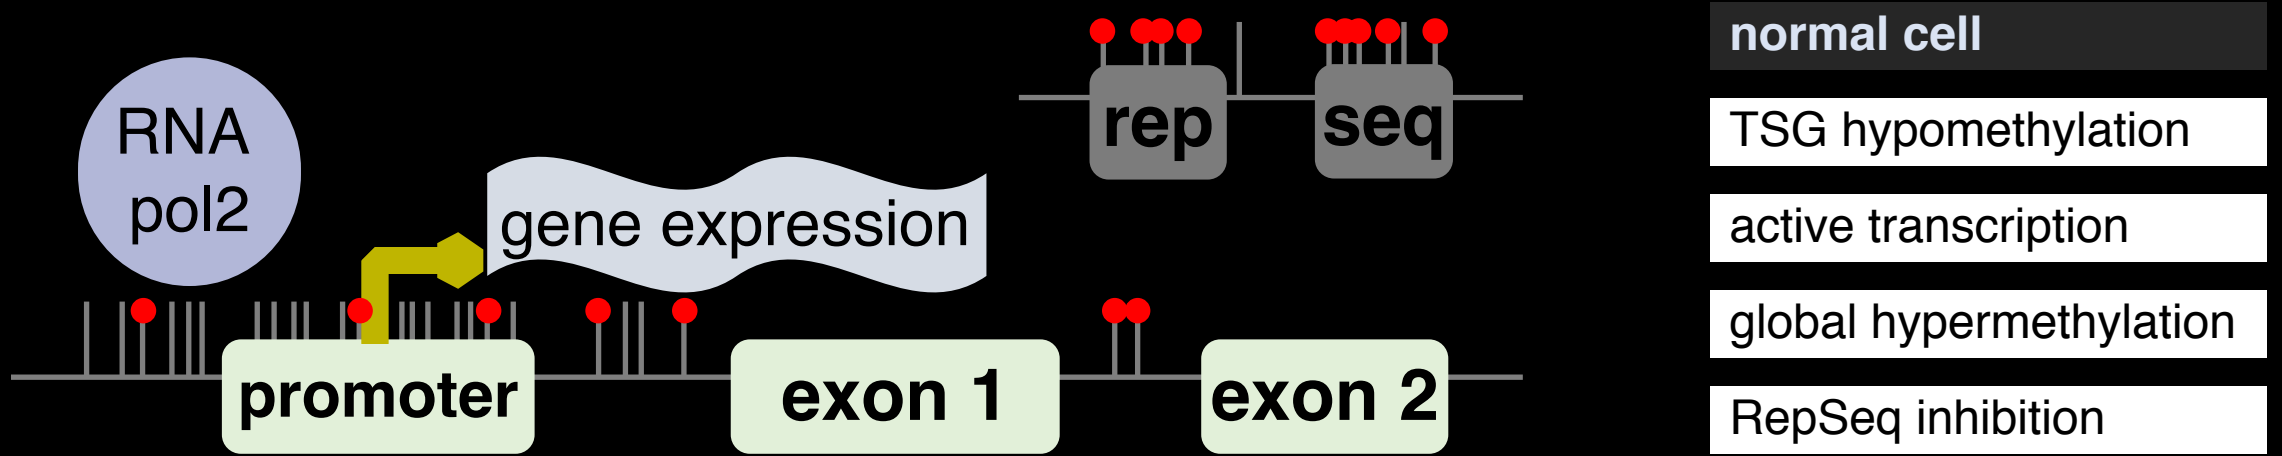 RNA
pol2
gene expression
promoter
exon 1
exon 2
rep
seq
normal cell
TSG hypomethylation
active transcription
global hypermethylation
RepSeq inhibition